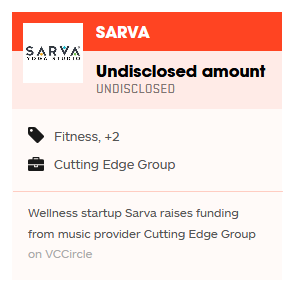 SARVA
SARVA
YOGA STUDIO
Undisclosed amount
UNDISCLOSED
Fitness, +2
Cutting Edge Group
Wellness startup Sarva raises funding
from music provider Cutting Edge Group
on VCCircle